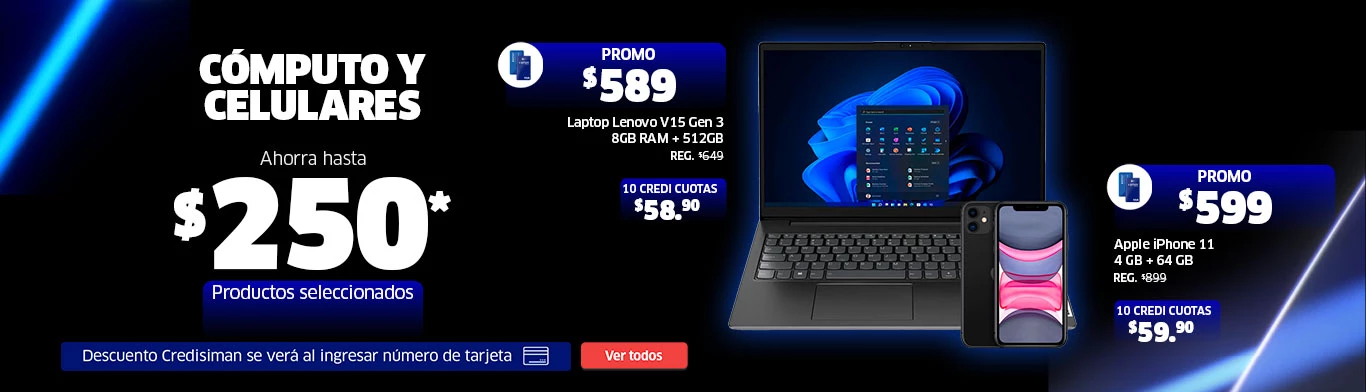 CÓMPUTO Y
CELULARES
Ahorra hasta
$250*
Productos seleccionados
Descuento Credisiman se verá al ingresar número de tarjeta
Ver todos
PROMO
$589
Laptop Lenovo V15 Gen 3
8GB RAM + 512GB
REG. $649
10 CREDI CUOTAS
$58.90
PROMO
$599
Apple iPhone 11
4 GB + 64 GB
REG. $899
10 CREDI CUOTAS
$59.90